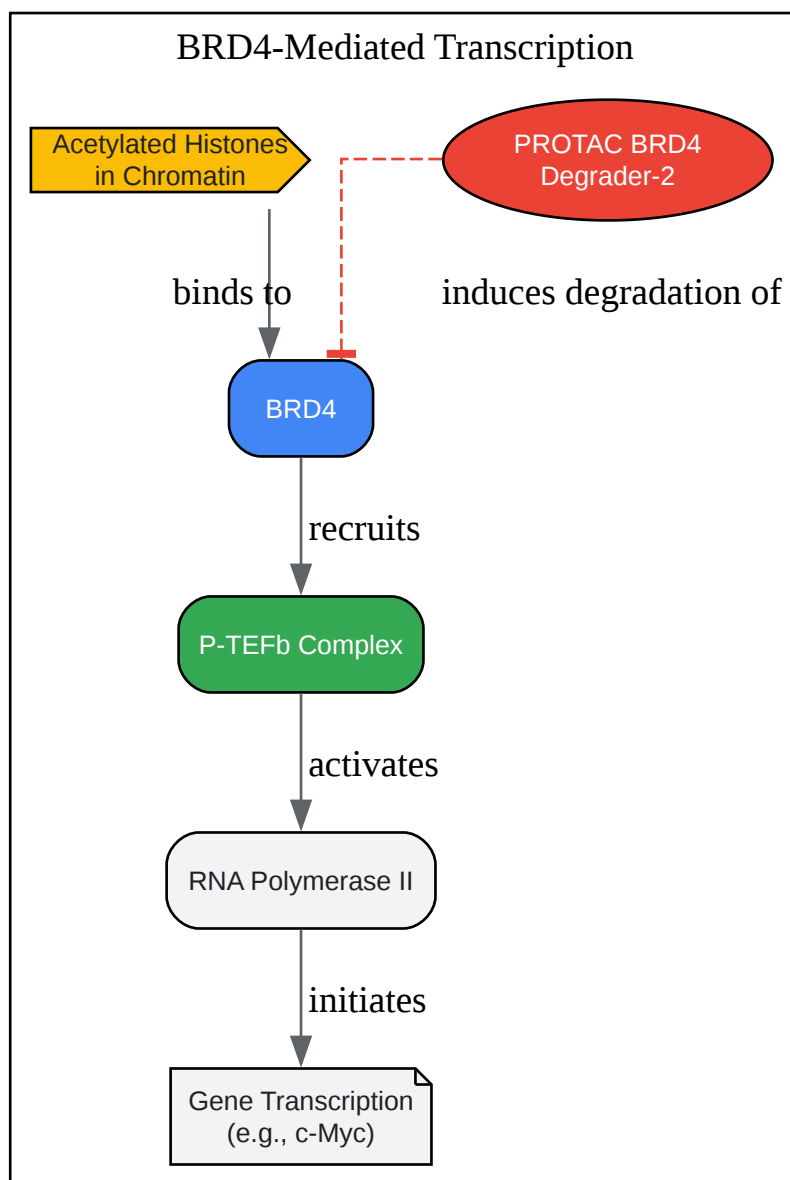 BRD4-Mediated Transcription
Acetylated Histones
in Chromatin
PROTAC BRD4
Degrader-2
binds to
induces degradation of
BRD4
recruits
P-TEFb Complex
activates
RNA Polymerase II
initiates
Gene Transcription
(e.g., c-Myc)